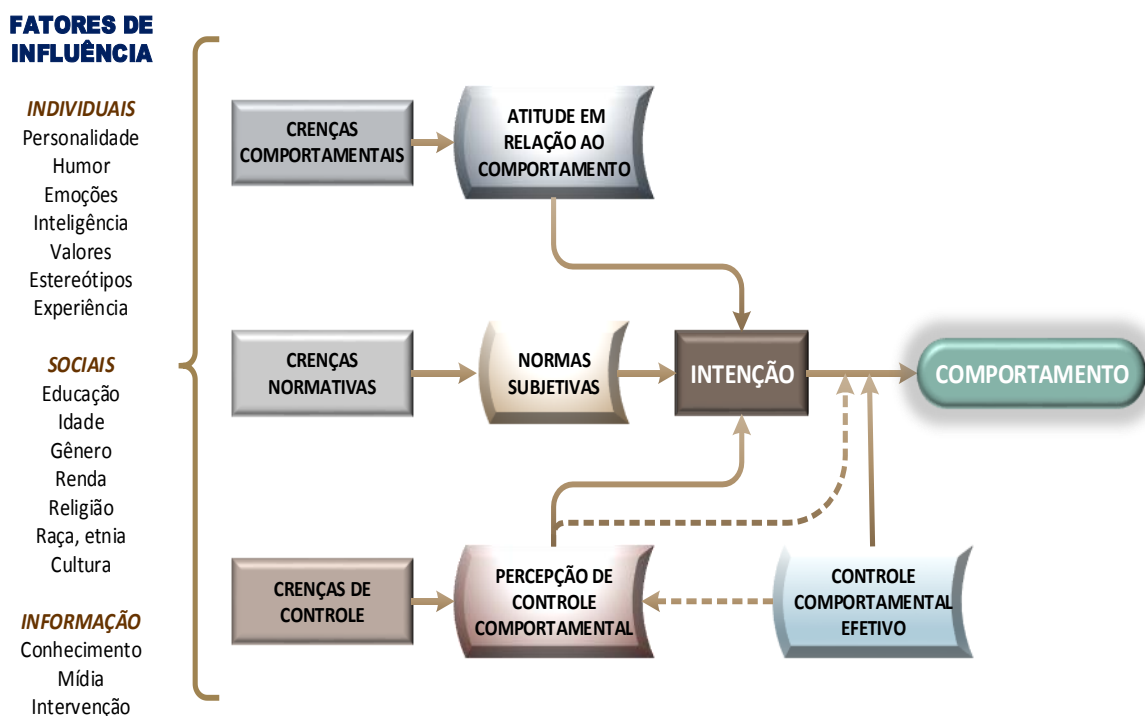 FATORES DE
INFLUÊNCIA
INDIVIDUAIS
Personalidade
Humor
Emoções
Inteligência
Valores
Estereótipos
Experiência
SOCIAIS
Educação
Idade
Gênero
Renda
Religião
Raça, etnia
Cultura
INFORMAÇÃO
Conhecimento
Mídia
Intervenção
CRENÇAS
COMPORTAMENTAIS
ATITUDE EM
RELAÇÃO AO
COMPORTAMENTO
CRENÇAS
NORMATIVAS
NORMAS
SUBJETIVAS
INTENÇÃO
COMPORTAMENTO
CRENÇAS DE
CONTROLE
PERCEPÇÃO DE
CONTROLE
COMPORTAMENTAL
CONTROLE
COMPORTAMENTAL
EFETIVO